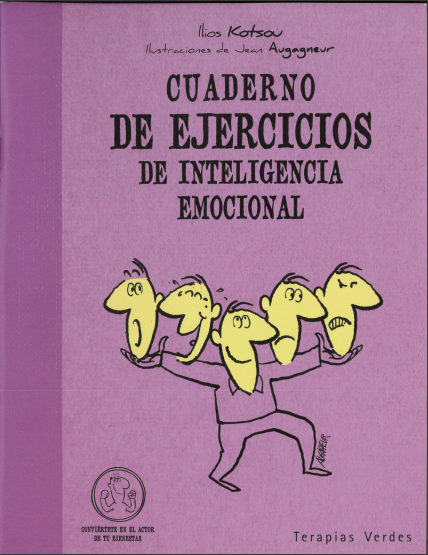 Ilios Kotsou
Ilustraciones de Jean Augagneur
CUADERNO
DE EJERCICIOS
DE INTELIGENCIA
EMOCIONAL
AUGAGNEUR
CONVIÉRTETE EN EL ACTOR
DE TU BIENESTAR
Terapias Verdes